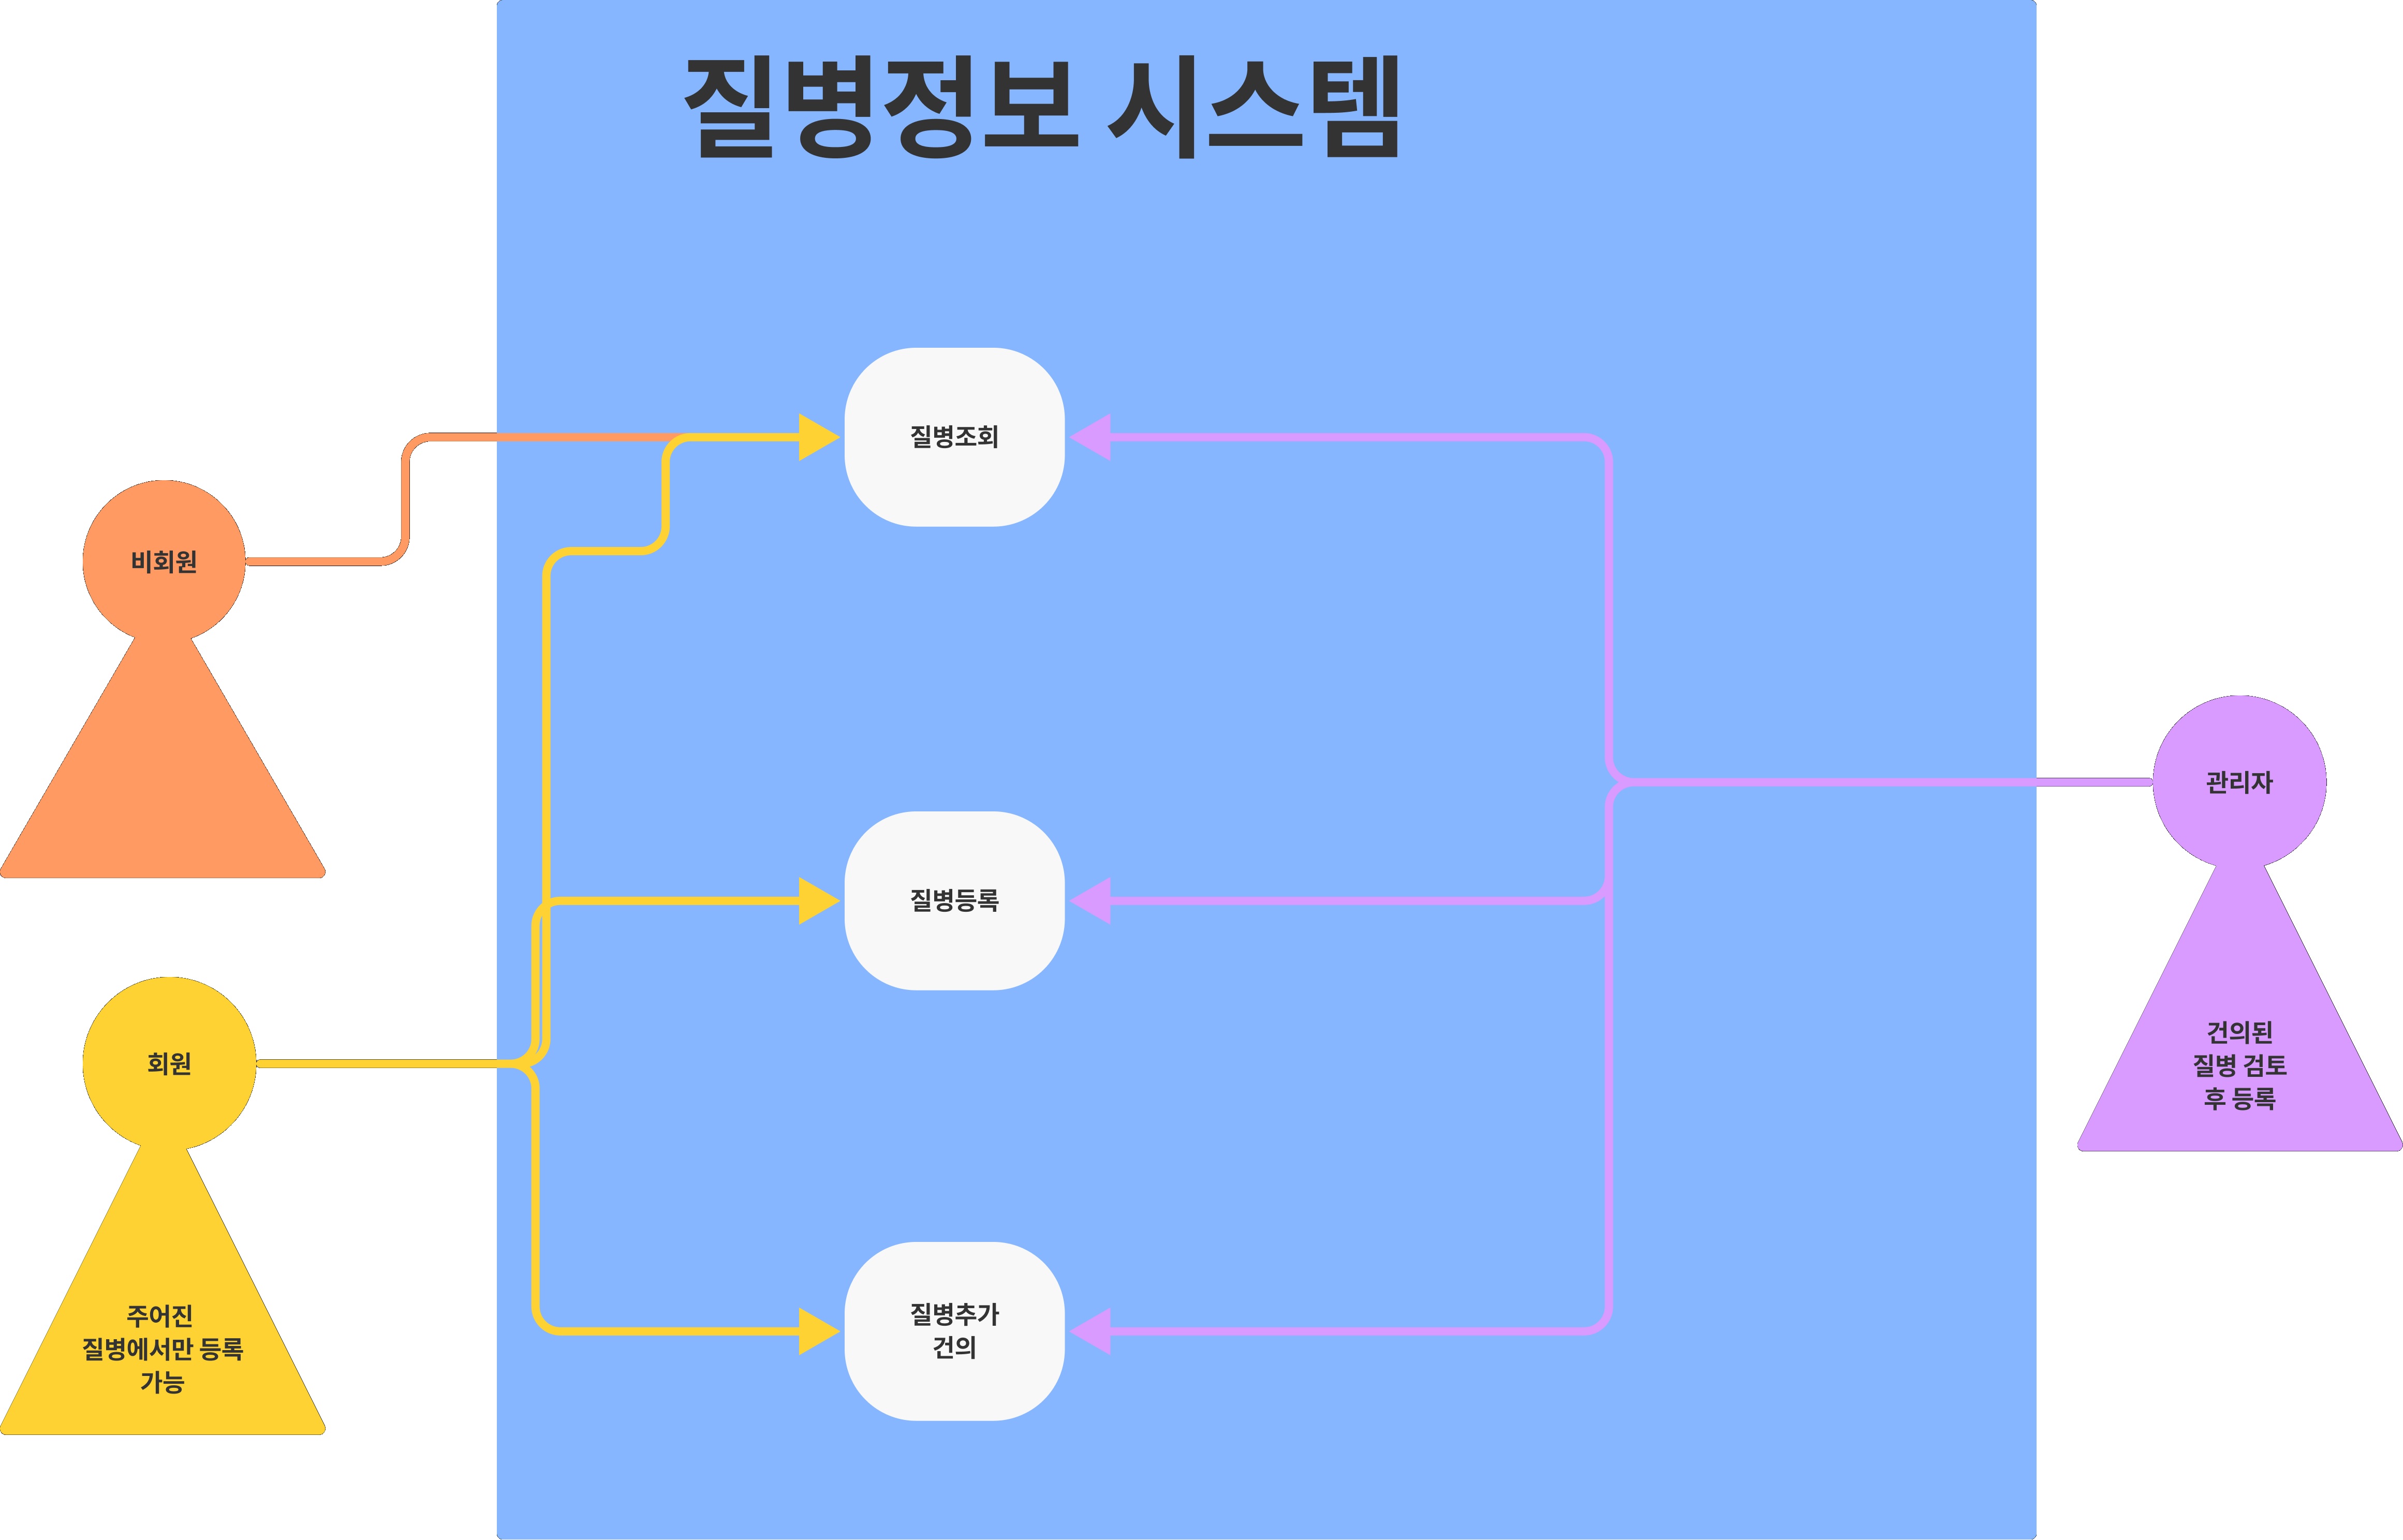 질병정보 시스템
질병조회
비회원
관리자
질병등록
건의된
질병 검토
후 등록
회원
주어진
질병에서만 등록
가능
질병추가
건의